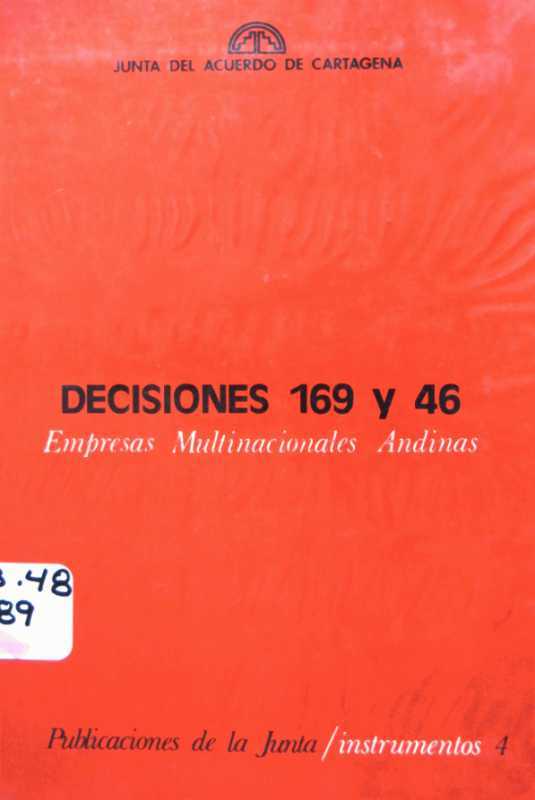 JUNTA DEL ACUERDO DE CARTAGENA
DECISIONES 169 y 46
Empresas Multinacionales Andinas
.48
89
Publicaciones de la Junta/instrumentos 4